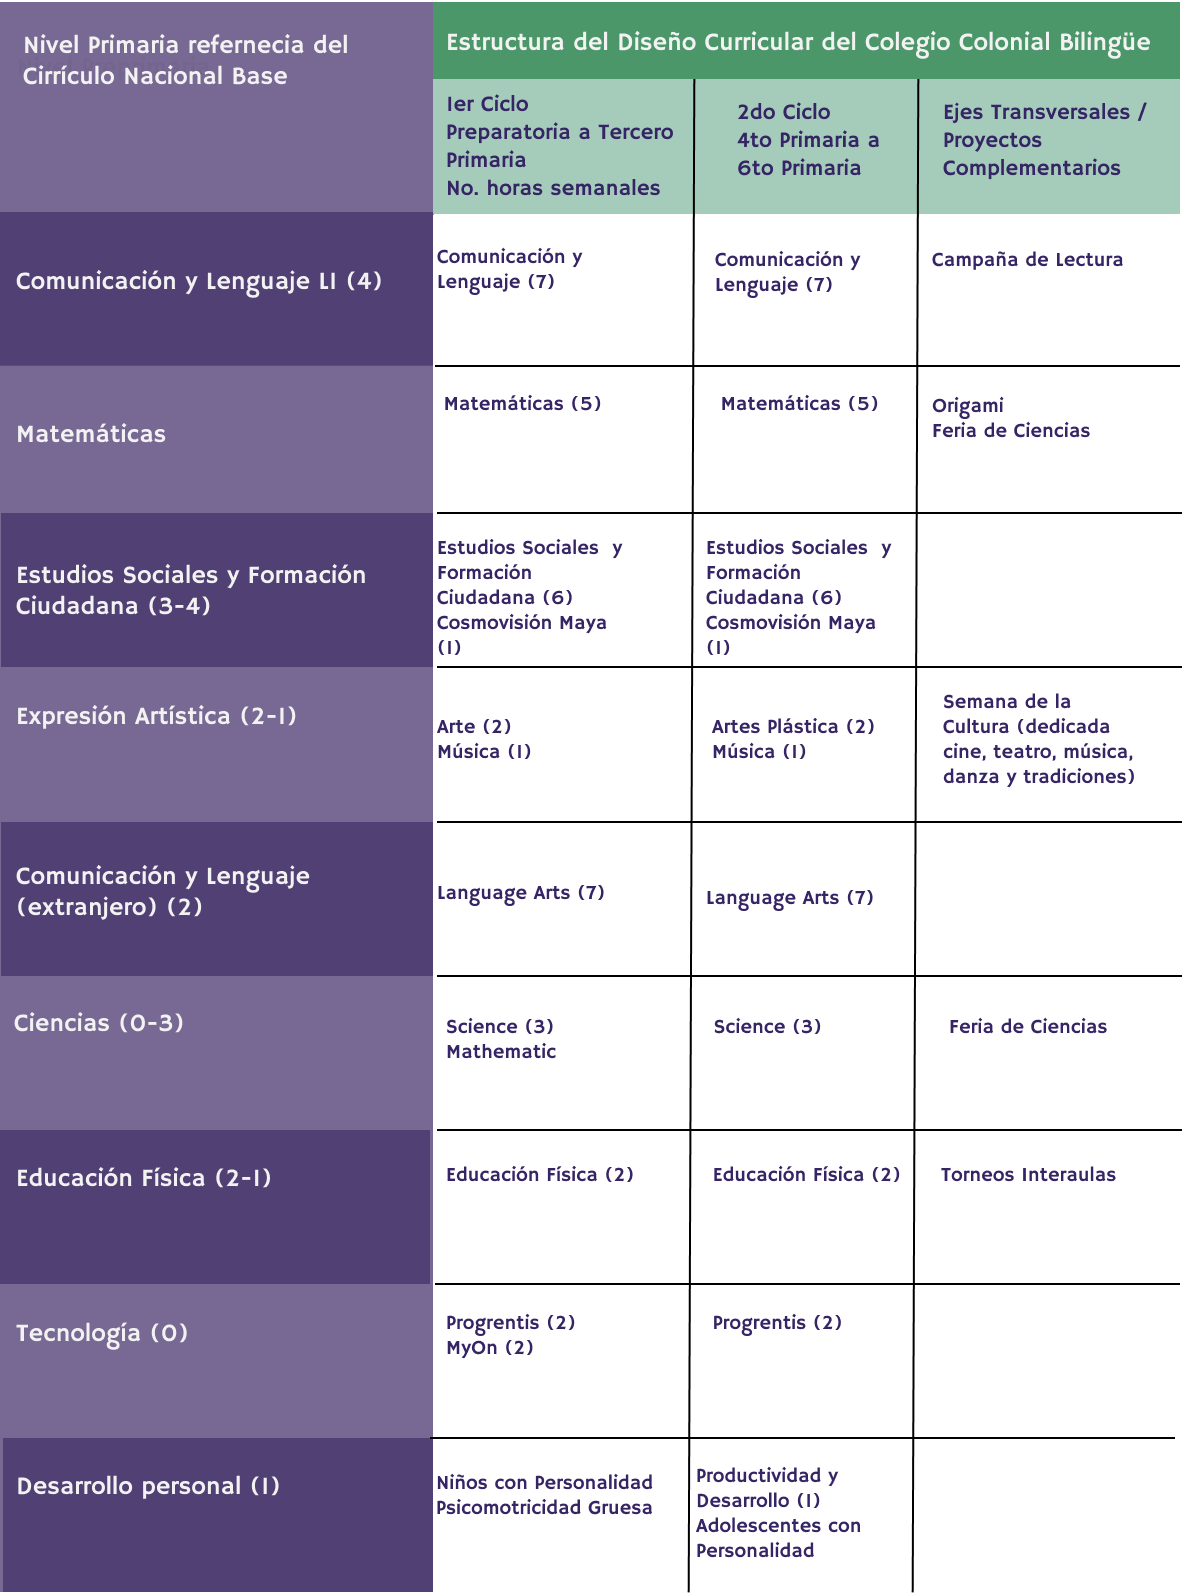 Nivel Primaria refernecia del
Cirrículo Nacional Base
Estructura del Diseño Curricular del Colegio Colonial Bilingüe
1er Ciclo
Preparatoria a Tercero
Primaria
No. horas semanales
2do Ciclo
4to Primaria a
6to Primaria
Ejes Transversales /
Proyectos
Complementarios
Comunicación y Lenguaje L1 (4)
Comunicación y
Lenguaje (7)
Comunicación y
Lenguaje (7)
Campaña de Lectura
Matemáticas
Matemáticas (5)
Matemáticas (5)
Origami
Feria de Ciencias
Estudios Sociales y Formación
Ciudadana (3-4)
Estudios Sociales y
Formación
Ciudadana (6)
Cosmovisión Maya
(1)
Estudios Sociales y
Formación
Ciudadana (6)
Cosmovisión Maya
(1)
Expresión Artística (2-1)
Arte (2)
Música (1)
Artes Plástica (2)
Música (1)
Semana de la
Cultura (dedicada
cine, teatro, música,
danza y tradiciones)
Comunicación y Lenguaje
(extranjero) (2)
Language Arts (7)
Language Arts (7)
Ciencias (0-3)
Science (3)
Mathematic
Science (3)
Feria de Ciencias
Educación Física (2-1)
Educación Física (2)
Educación Física (2)
Torneos Interaulas
Tecnología (0)
Progrentis (2)
MyOn (2)
Progrentis (2)
Desarrollo personal (1)
Niños con Personalidad
Psicomotricidad Gruesa
Productividad y
Desarrollo (1)
Adolescentes con
Personalidad